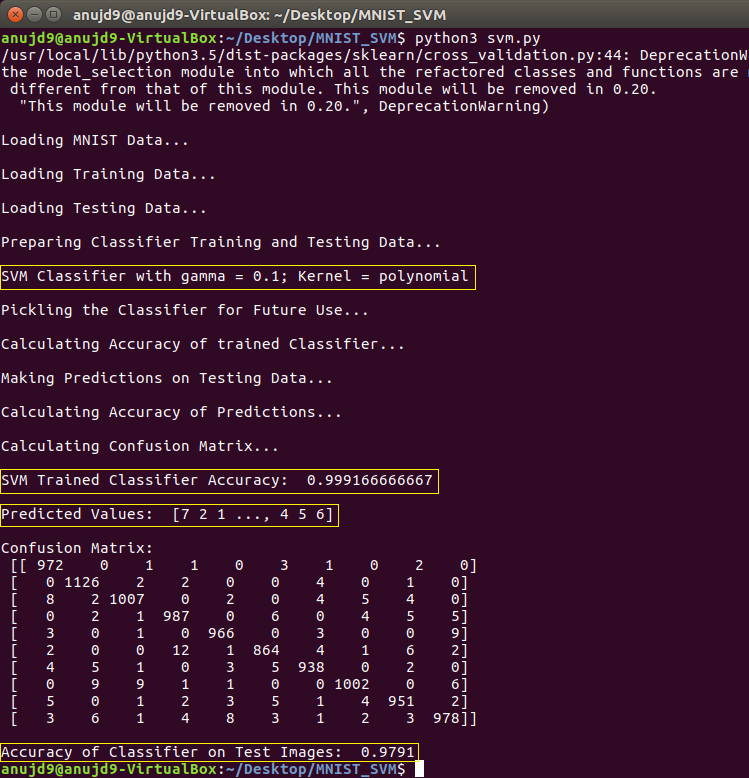 anujd9@anujd9-VirtualBox: ~/Desktop/MNIST_SVM
anujd9@anujd9-VirtualBox:~/Desktop/MNIST_SVM$ python3 svm.py
/usr/local/lib/python3.5/dist-packages/sklearn/cross_validation.py:44: DeprecationW
the model_selection module into which all the refactored classes and functions are
different from that of this module. This module will be removed in 0.20.
"This module will be removed in 0.20.", DeprecationWarning)
Loading MNIST Data...
Loading Training Data...
Loading Testing Data...
Preparing Classifier Training and Testing Data...
SVM Classifier with gamma = 0.1; Kernel = polynomial
Pickling the Classifier for Future Use...
Calculating Accuracy of trained Classifier...
Making Predictions on Testing Data...
Calculating Accuracy of Predictions...
Calculating Confusion Matrix...
SVM Trained Classifier Accuracy:  0.999166666667
Predicted Values:  [7 2 1 ..., 4 5 6]
Confusion Matrix:
[[ 972    0    1    1    0    3    1    0    2    0]
[   0 1126    2    2    0    0    4    0    1    0]
[   8    2 1007    0    2    0    4    5    4    0]
[   0    2    1  987    0    6    0    4    5    5]
[   3    0    1    0  966    0    3    0    0    9]
[   2    0    0   12    1  864    4    1    6    2]
[   4    5    1    0    3    5  938    0    2    0]
[   0    9    9    1    1    0    0 1002    0    6]
[   5    0    1    2    3    5    1    4  951    2]
[   3    6    1    4    8    3    1    2    3  978]]
Accuracy of Classifier on Test Images:  0.9791
anujd9@anujd9-VirtualBox:~/Desktop/MNIST_SVM$